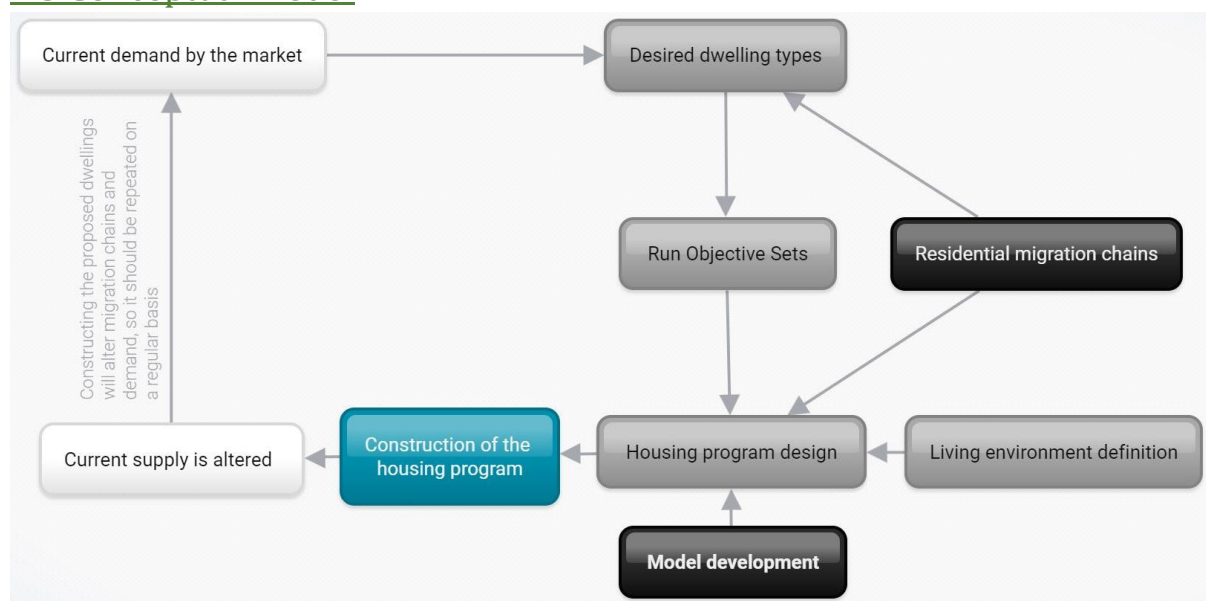 Current demand by the market
Desired dwelling types
Constructing the proposed dwellings
will alter migration chains and
demand, so it should be repeated on
a regular basis
Run Objective Sets
Residential migration chains
Current supply is altered
Construction of the
housing program
Housing program design
Living environment definition
Model development